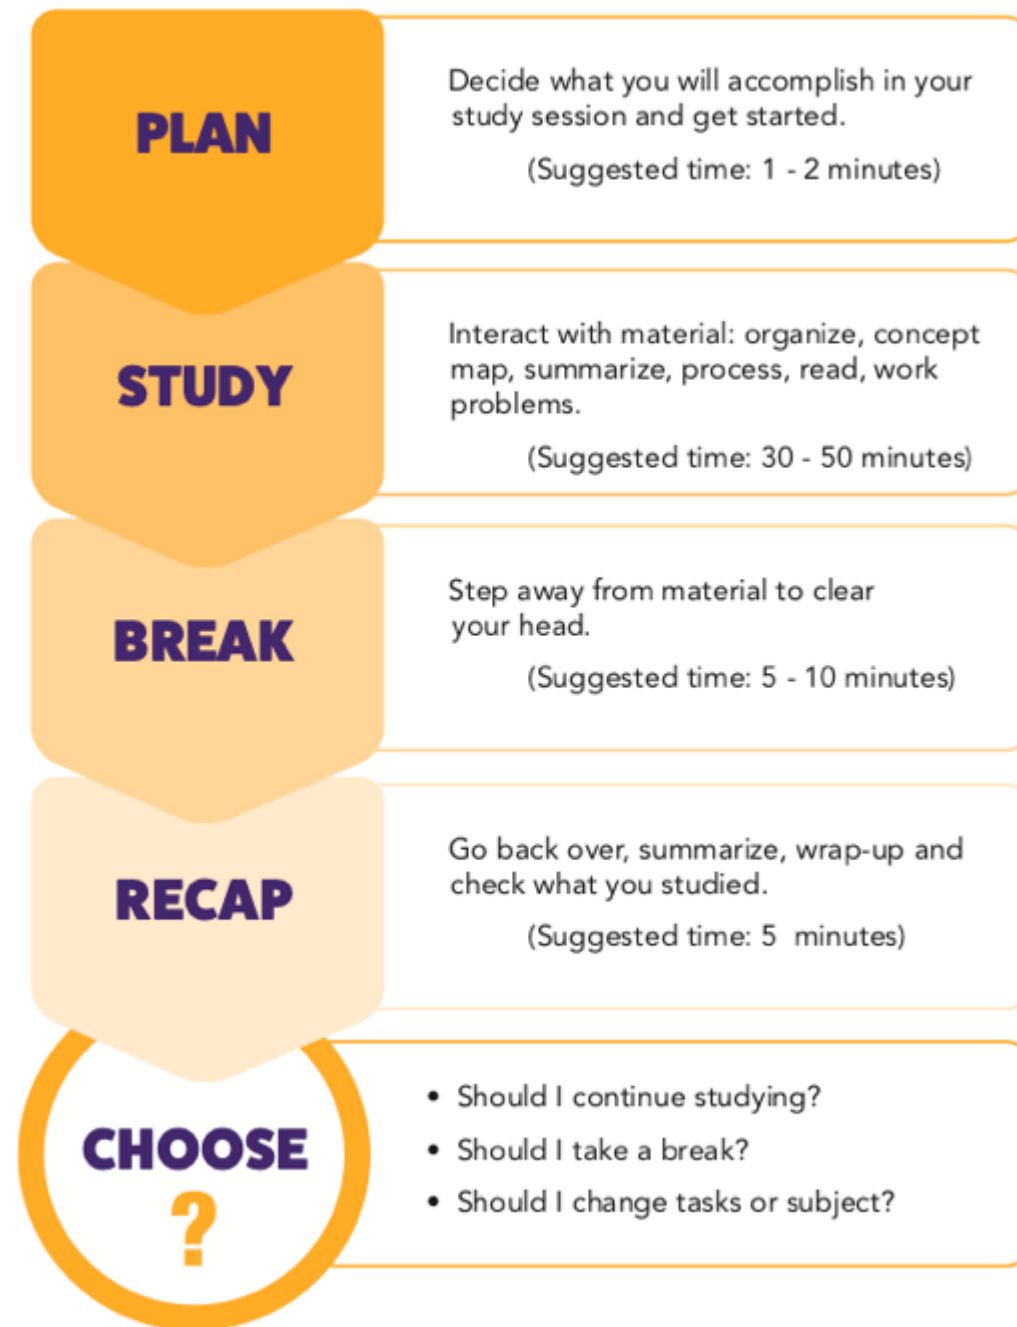 PLAN
Decide what you will accomplish in your
study session and get started.
(Suggested time: 1 - 2 minutes)
STUDY
Interact with material: organize, concept
map, summarize, process, read, work
problems.
(Suggested time: 30 - 50 minutes)
BREAK
Step away from material to clear
your head.
(Suggested time: 5 - 10 minutes)
RECAP
Go back over, summarize, wrap-up and
check what you studied.
(Suggested time: 5  minutes)
CHOOSE
?
• Should I continue studying?
• Should I take a break?
• Should I change tasks or subject?